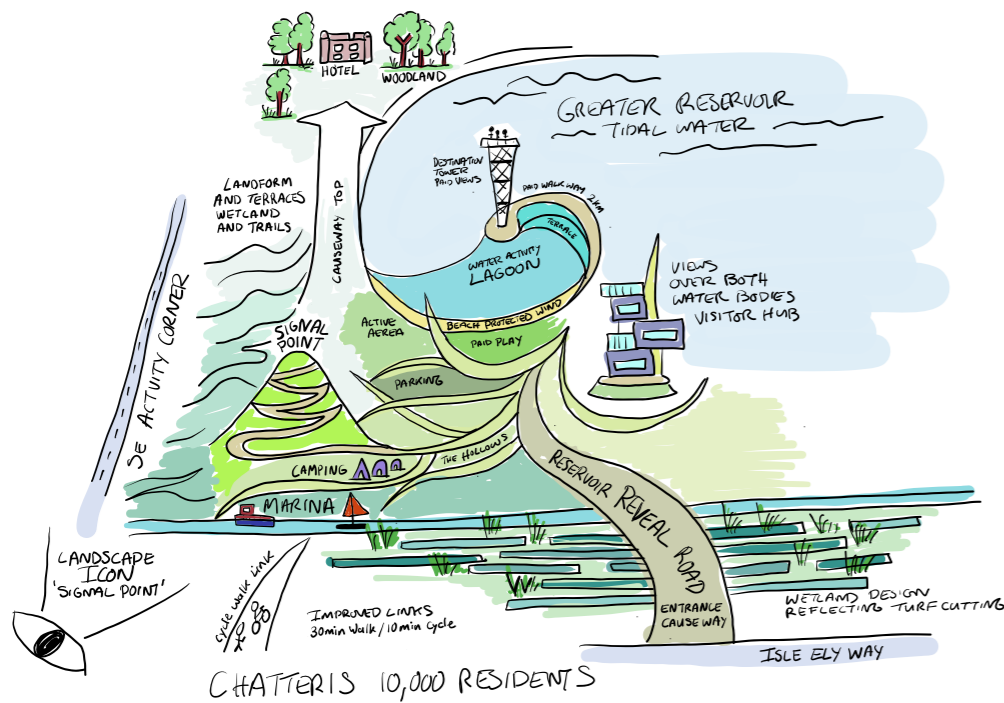 HOTEL
WOODLAND
GREATER RESERVOIR
TIDAL WATER
DESTINATION
TOWER
PAID VIEWS
PAID WALKWAY 2KM
TERRACE
LANDFORM
AND TERRACES
WETLAND
AND TRAILS
CAUSEWAY TOP
WATER ACTIVITY
LAGOON
VIEWS
OVER BOTH
WATER BODIES
VISITOR HUB
BEACH PROTECTED WIND
ACTIVE
AEREA
PAID PLAY
SIGNAL
POINT
PARKING
SE ACTIVITY CORNER
THE HOLLOWS
CAMPING
MARINA
RESERVOIR REVEAL ROAD
ENTRANCE
CAUSEWAY
LANDSCAPE
ICON
'SIGNAL POINT'
Cycle Walk Link
IMPROVED LINKS
30min Walk/10min Cycle
WETLAND DESIGN
REFLECTING TURF CUTTING
ISLE ELY WAY
CHATTERIS 10,000 RESIDENTS